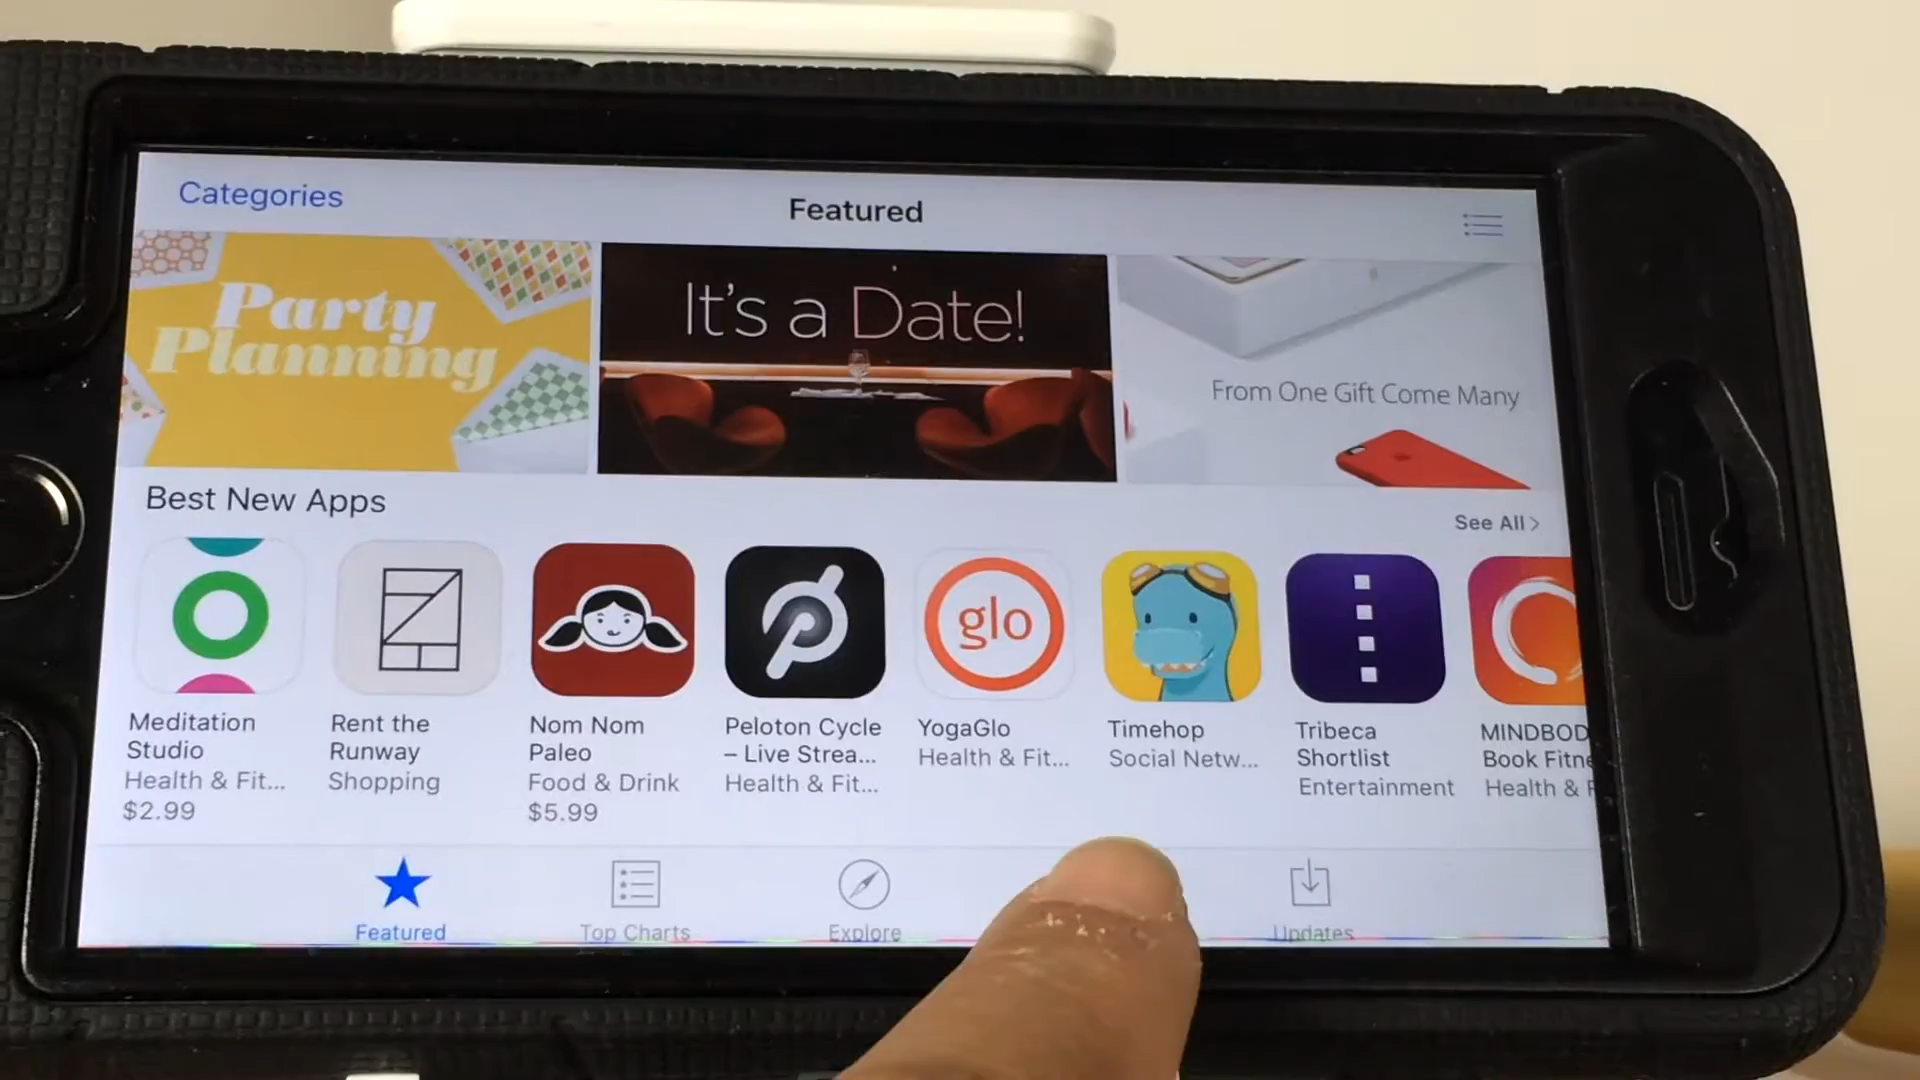 Categories
Featured
Party
Planning
It's a Date!
From One Gift Come Many
Best New Apps
See All >
glo
Meditation
Studio
Health & Fit...
$2.99
Rent the
Runway
Shopping
Nom Nom
Paleo
Food & Drink
$5.99
Peloton Cycle
– Live Strea...
Health & Fit...
YogaGlo
Health & Fit...
Timehop
Social Netw...
Tribeca
Shortlist
Entertainment
MINDBOD
Book Fitne
Health & F
Featured
Top Charts
Explore
Updates